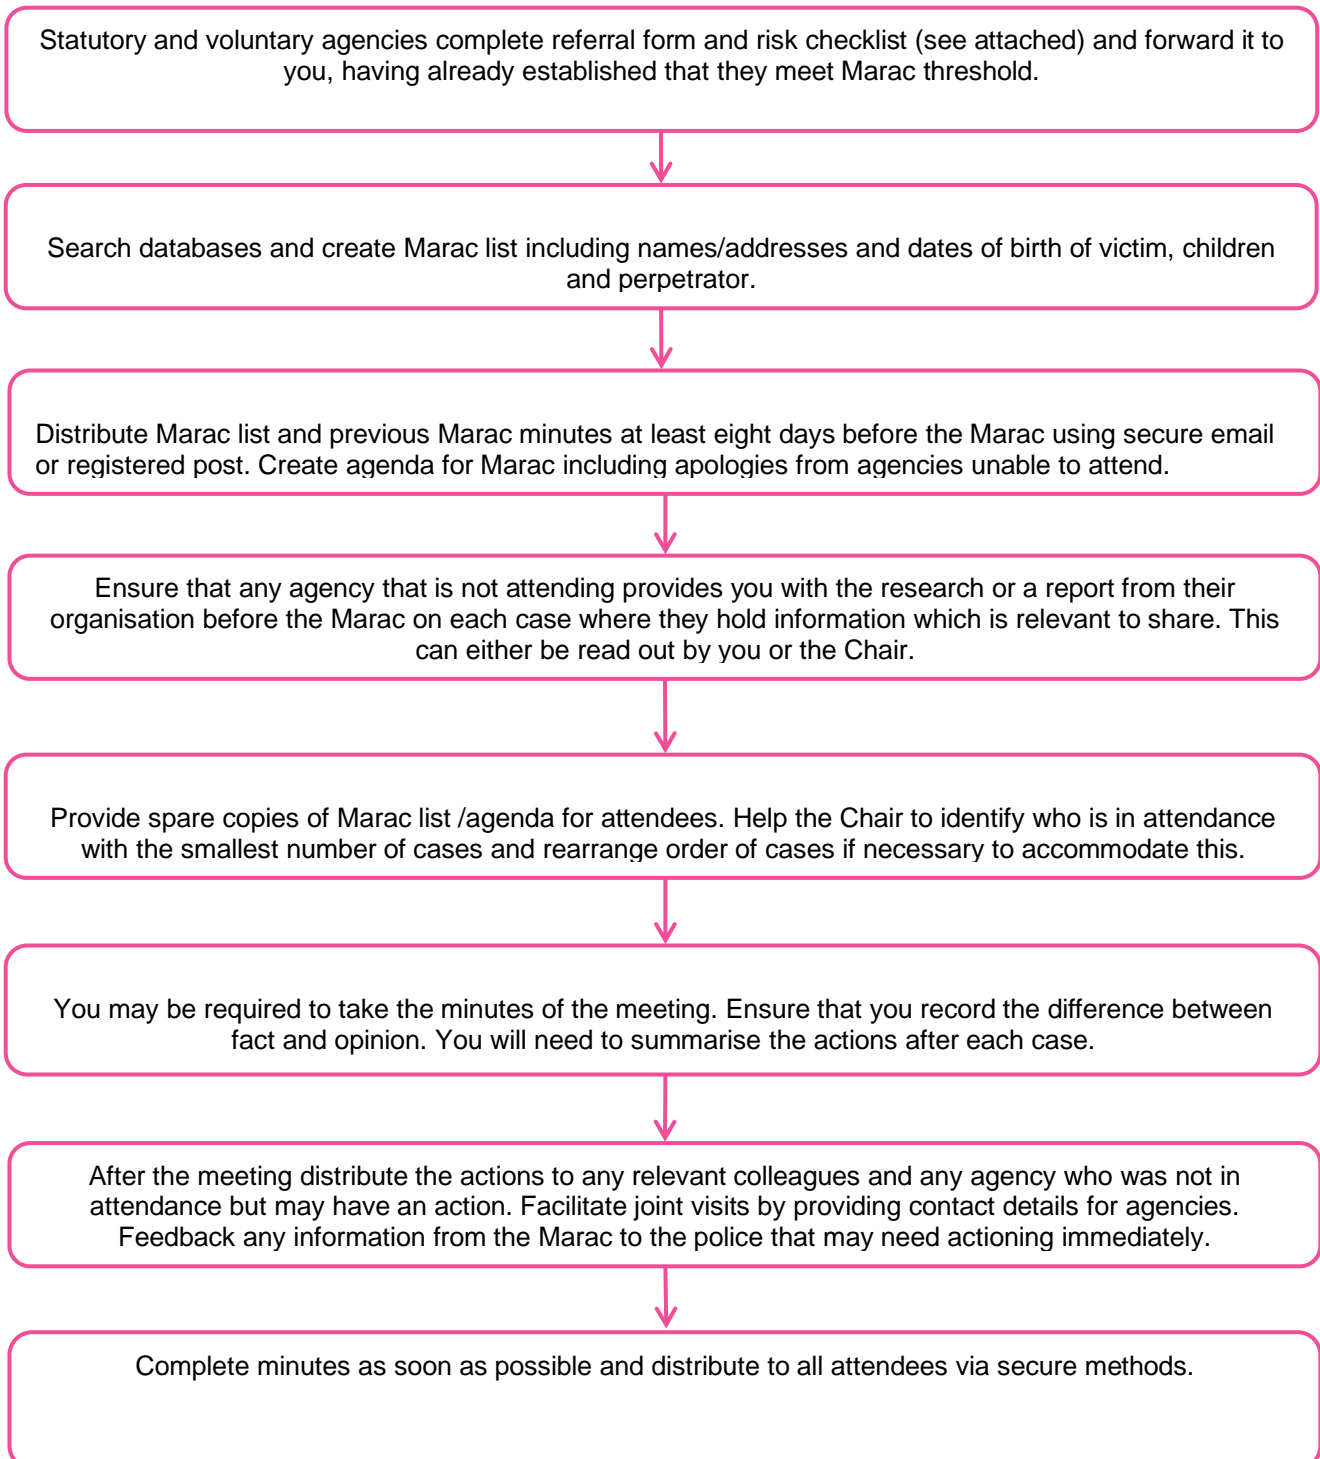 Statutory and voluntary agencies complete referral form and risk checklist (see attached) and forward it to
you, having already established that they meet Marac threshold.
Search databases and create Marac list including names/addresses and dates of birth of victim, children
and perpetrator.
Distribute Marac list and previous Marac minutes at least eight days before the Marac using secure email
or registered post. Create agenda for Marac including apologies from agencies unable to attend.
Ensure that any agency that is not attending provides you with the research or a report from their
organisation before the Marac on each case where they hold information which is relevant to share. This
can either be read out by you or the Chair.
Provide spare copies of Marac list /agenda for attendees. Help the Chair to identify who is in attendance
with the smallest number of cases and rearrange order of cases if necessary to accommodate this.
You may be required to take the minutes of the meeting. Ensure that you record the difference between
fact and opinion. You will need to summarise the actions after each case.
After the meeting distribute the actions to any relevant colleagues and any agency who was not in
attendance but may have an action. Facilitate joint visits by providing contact details for agencies.
Feedback any information from the Marac to the police that may need actioning immediately.
Complete minutes as soon as possible and distribute to all attendees via secure methods.